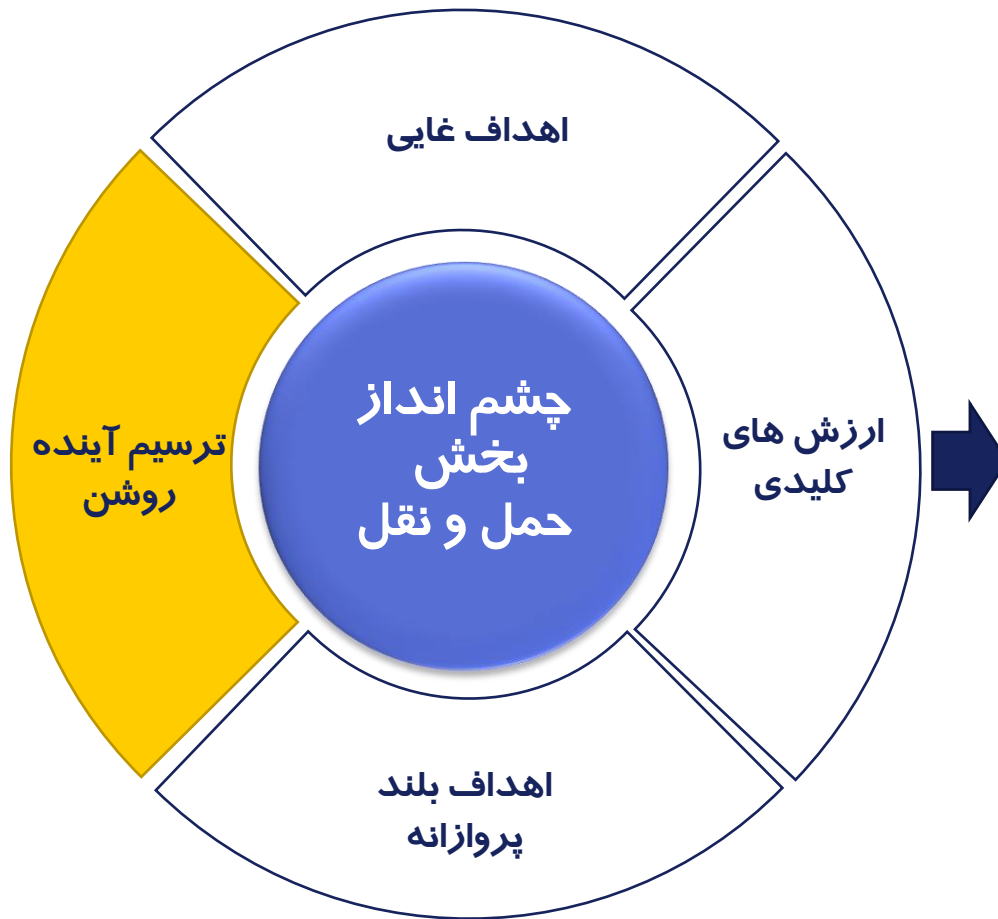 اهداف غایی
ارزش های
کلیدی
چشم انداز
بخش
حمل و نقل
ترسیم آینده
روشن
اهداف بلند
پروازانه